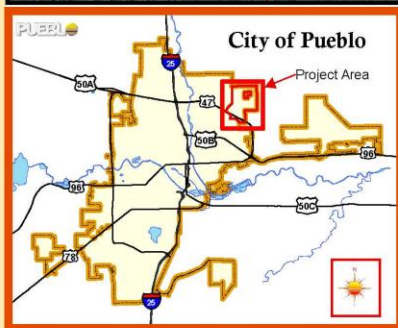 PUEBLO
City of Pueblo
Project Area
25
50A
47
50B
96
96
50C
78
25
N